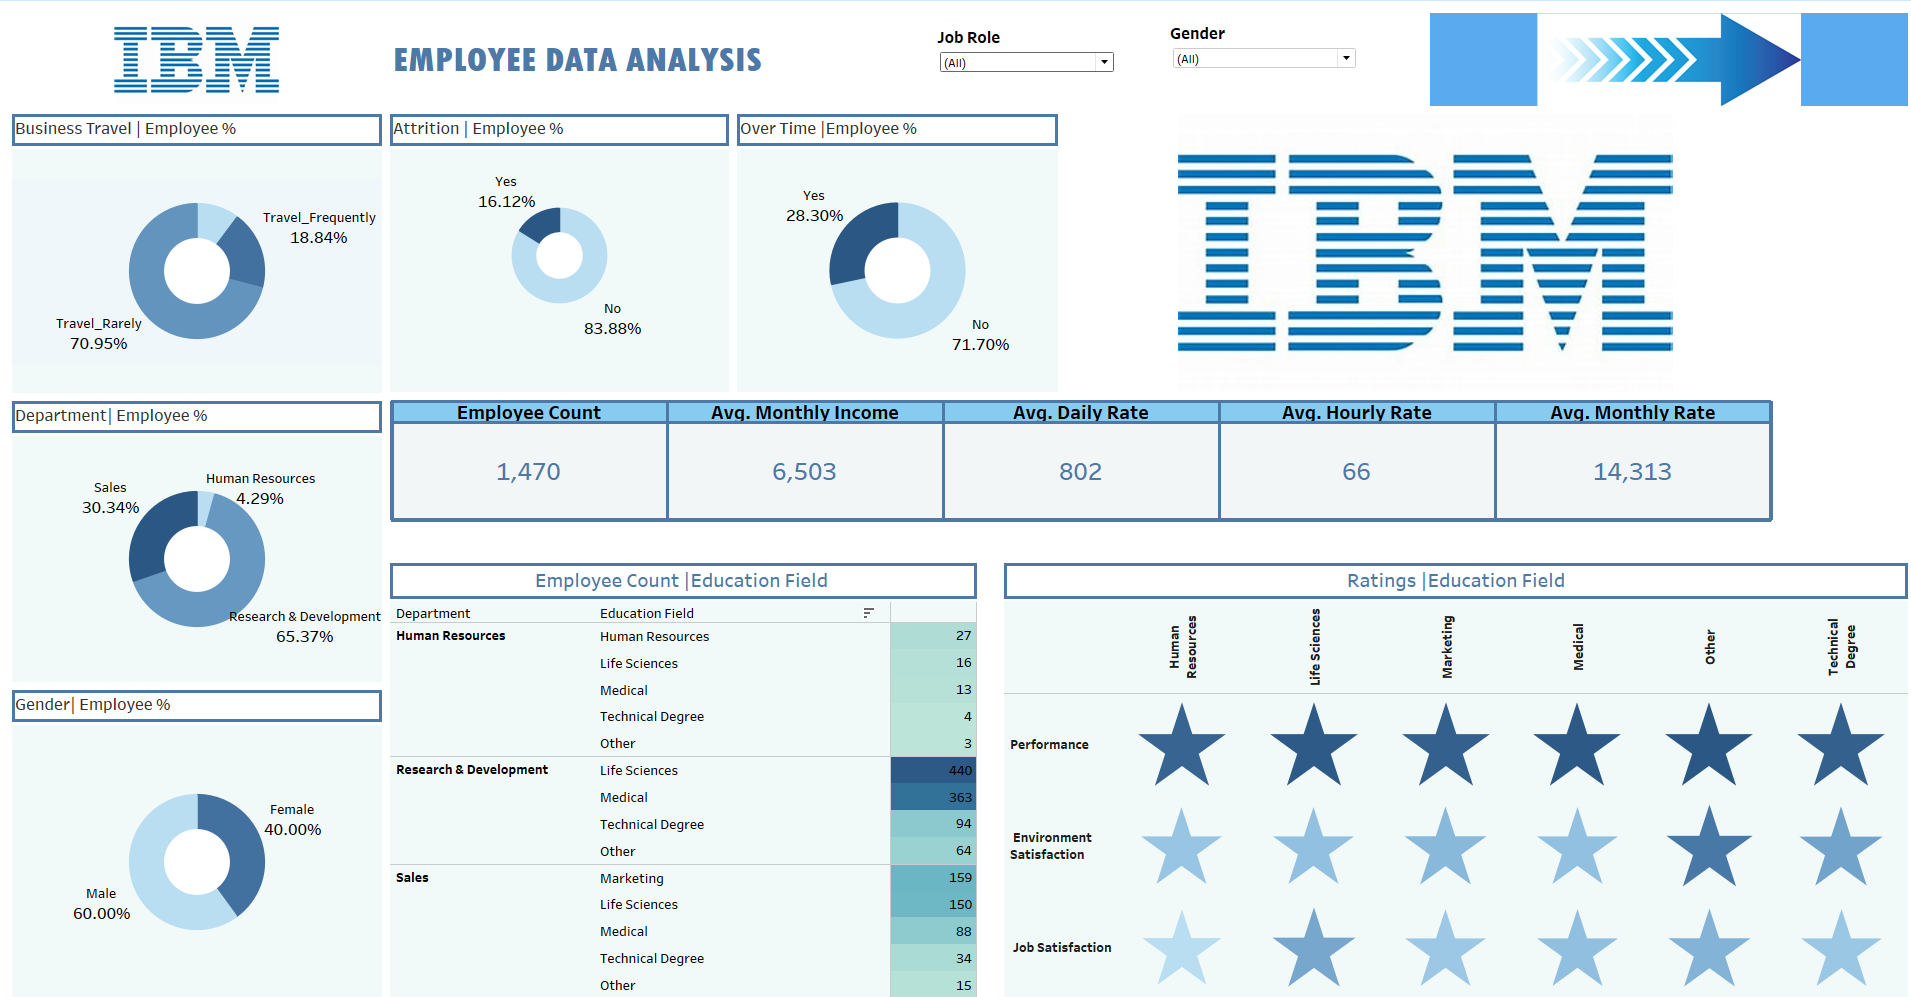 IBM
EMPLOYEE DATA ANALYSIS
Job Role
(All)
Gender
(All)
Business Travel | Employee %
Travel_Frequently
18.84%
Travel_Rarely
70.95%
Attrition | Employee %
Yes
16.12%
No
83.88%
Over Time |Employee %
Yes
28.30%
No
71.70%
IBM
Department| Employee %
Sales
30.34%
Human Resources
4.29%
Research & Development
65.37%
Employee Count Avg. Monthly Income Avg. Daily Rate Avg. Hourly Rate Avg. Monthly Rate
1,470 6,503 802 66 14,313
Gender| Employee %
Female
40.00%
Male
60.00%
Employee Count |Education Field
Department Education Field
Human Resources Human Resources 27
Life Sciences 16
Medical 13
Technical Degree 4
Other 3
Research & Development Life Sciences 440
Medical 363
Technical Degree 94
Other 64
Sales Marketing 159
Life Sciences 150
Medical 88
Technical Degree 34
Other 15
Ratings |Education Field
Human
Resources
Life Sciences
Marketing
Medical
Other
Technical
Degree
Performance
Environment
Satisfaction
Job Satisfaction